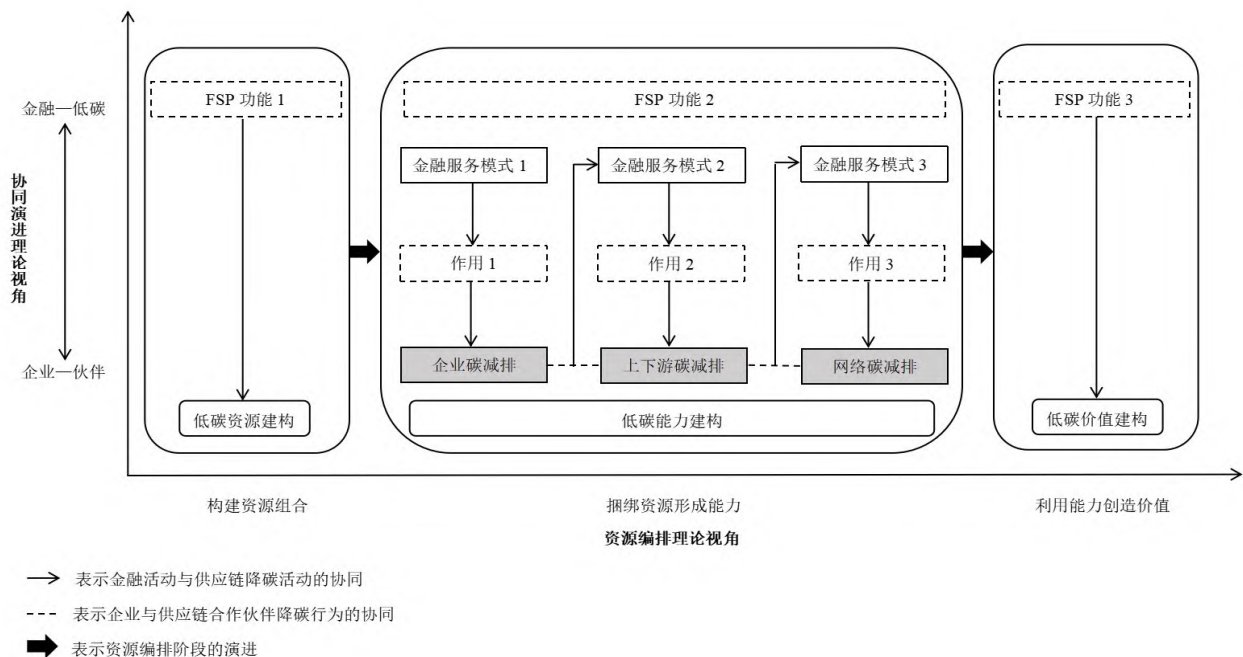 FSP 功能 1
FSP 功能 2
FSP 功能 3
金融—低碳
金融服务模式 1
金融服务模式 2
金融服务模式 3
协同演进理论视角
作用 1
作用 2
作用 3
企业—伙伴
企业碳减排
上下游碳减排
网络碳减排
低碳资源建构
低碳能力建构
低碳价值建构
构建资源组合
捆绑资源形成能力
利用能力创造价值
资源编排理论视角
表示金融活动与供应链降碳活动的协同
表示企业与供应链合作伙伴降碳行为的协同
表示资源编排阶段的演进